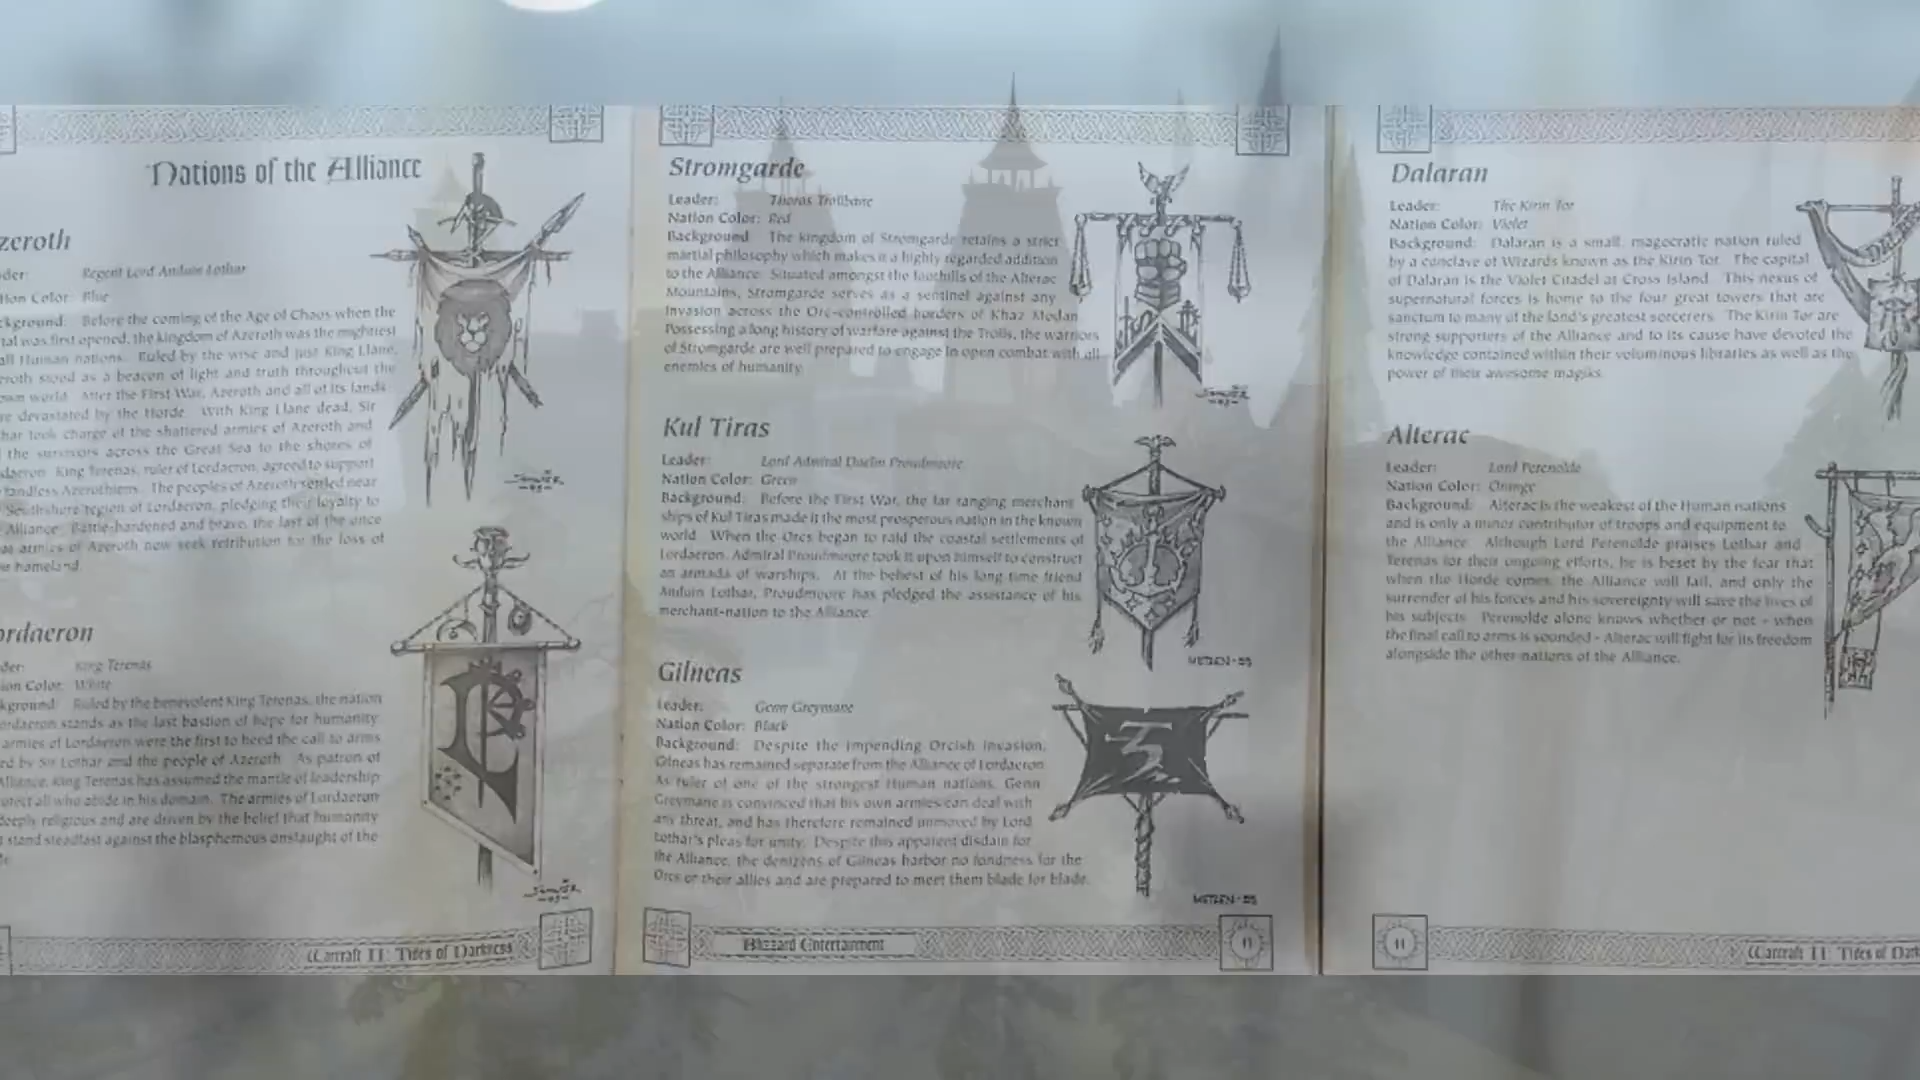 Nations of the Alliance
zeroth
der: Regent Lord Anduin Lothar
tion Color: Blue
ckground: Before the coming of the Age of Chaos when the
tal was first opened, the kingdom of Azeroth was the mightiest
all Human nations. Ruled by the wise and just King Llane,
eroth stood as a beacon of light and truth throughout the
own world. After the First War, Azeroth and all of its lands
re devastated by the Horde. With King Llane dead, Sir
har took charge of the shattered armies of Azeroth and
the survivors across the Great Sea to the shores of
daeron. King Terenas, ruler of Lordaeron, agreed to support
landless Azerothiens. The peoples of Azeroth settled near
Southshore region of Lordaeron, pledging their loyalty to
Alliance. Battle-hardened and brave, the last of the once
armies of Azeroth now seek retribution for the loss of
homeland.
ordaeron
der: King Terenas
ion Color: White
kground: Ruled by the benevolent King Terenas, the nation
ordaeron stands as the last bastion of hope for humanity.
armies of Lordaeron were the first to heed the call to arms
ed by Sir Lothar and the people of Azeroth. As patron of
Alliance, King Terenas has assumed the mantle of leadership
otect all who abide in his domain. The armies of Lordaeron
deeply religious and are driven by the belief that humanity
t stand steadfast against the blasphemous onslaught of the
Warcraft II: Tides of Darkness
Stromgarde
Leader: Thoras Trollbane
Nation Color: Red
Background: The kingdom of Stromgarde retains a strict
martial philosophy which makes it a highly regarded addition
to the Alliance. Situated amongst the foothills of the Alterac
Mountains, Stromgarde serves as a sentinel against any
invasion across the Orc-controlled borders of Khaz Modan.
Possessing a long history of warfare against the Trolls, the warriors
of Stromgarde are well prepared to engage in open combat with all
enemies of humanity.
Kul Tiras
Leader: Lord Admiral Daelin Proudmoore
Nation Color: Green
Background: Before the First War, the far ranging merchant
ships of Kul Tiras made it the most prosperous nation in the known
world. When the Orcs began to raid the coastal settlements of
Lordaeron, Admiral Proudmoore took it upon himself to construct
an armada of warships. At the behest of his long time friend
Anduin Lothar, Proudmoore has pledged the assistance of his
merchant-nation to the Alliance.
METZEN-95
Gilneas
Leader: Genn Greymane
Nation Color: Black
Background: Despite the impending Orcish invasion,
Gilneas has remained separate from the Alliance of Lordaeron.
As ruler of one of the strongest Human nations, Genn
Greymane is convinced that his own armies can deal with
any threat, and has therefore remained unmoved by Lord
Lothar's pleas for unity. Despite this apparent disdain for
the Alliance, the denizens of Gilneas harbor no fondness for the
Orcs or their allies and are prepared to meet them blade for blade.
METZEN-95
Blizzard Entertainment
11
Dalaran
Leader: The Kirin Tor
Nation Color: Violet
Background: Dalaran is a small, magocratic nation ruled
by a conclave of Wizards known as the Kirin Tor. The capital
of Dalaran is the Violet Citadel at Cross Island. This nexus of
supernatural forces is home to the four great towers that are
sanctum to many of the land's greatest sorcerers. The Kirin Tor are
strong supporters of the Alliance and to its cause have devoted the
knowledge contained within their voluminous libraries as well as the
power of their awesome magiks.
Alterac
Leader: Lord Perenolde
Nation Color: Orange
Background: Alterac is the weakest of the Human nations
and is only a minor contributor of troops and equipment to
the Alliance. Although Lord Perenolde praises Lothar and
Terenas for their ongoing efforts, he is beset by the fear that
when the Horde comes, the Alliance will fail, and only the
surrender of his forces and his sovereignty will save the lives of
his subjects. Perenolde alone knows whether or not - when
the final call to arms is sounded - Alterac will fight for its freedom
alongside the other nations of the Alliance.
Warcraft II: Tides of Dark